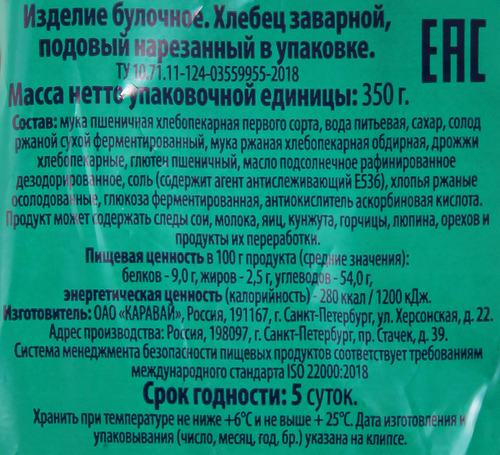 Изделие булочное. Хлебец заварной,
подовый нарезанный в упаковке.
ЕАС
ТУ 10.71.11-124-03559955-2018
Масса нетто упаковочной единицы: 350 г.
Состав: мука пшеничная хлебопекарная первого сорта, вода питьевая, сахар, солод
ржаной сухой ферментированный, мука ржаная хлебопекарная обдирная, дрожжи
хлебопекарные, глютен пшеничный, масло подсолнечное рафинированное
дезодорированное, соль (содержит агент антислеживающий Е536), хлопья ржаные
осолодованные, глюкоза ферментированная, антиокислитель аскорбиновая кислота.
Продукт может содержать следы сои, молока, яиц, кунжута, горчицы, люпина, орехов и
продукты их переработки.
Пищевая ценность в 100 г продукта (средние значения):
белков - 9,0 г, жиров - 2,5 г, углеводов - 54,0 г,
энергетическая ценность (калорийность) - 280 ккал / 1200 кДж.
Изготовитель: ОАО «КАРАВАЙ», Россия, 191167, г. Санкт-Петербург, ул. Херсонская, д. 22.
Адрес производства: Россия, 198097, г. Санкт-Петербург, пр. Стачек, д. 39.
Система менеджмента безопасности пищевых продуктов соответствует требованиям
международного стандарта ISO 22000:2018
Срок годности: 5 суток.
Хранить при температуре не ниже +6°С и не выше + 25°С. Дата изготовления и
упаковывания (число, месяц, год, бр.) указана на клипсе.